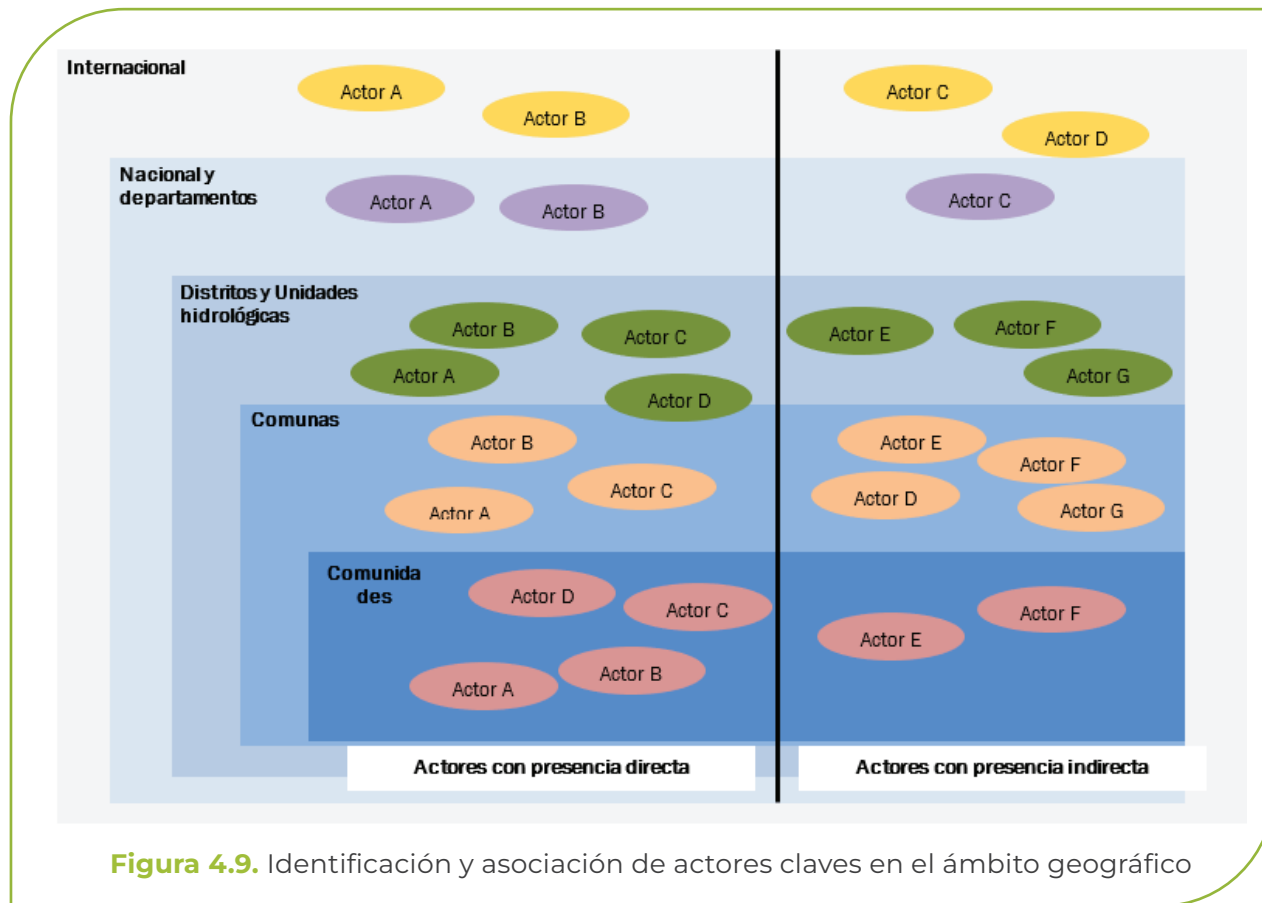 Internacional
Actor A
Actor B
Actor C
Actor D
Nacional y
departamentos
Actor A
Actor B
Actor C
Distritos y Unidades
hidrológicas
Actor B
Actor C
Actor A
Actor D
Actor E
Actor F
Actor G
Comunas
Actor B
Actor C
Actor A
Actor E
Actor F
Actor D
Actor G
Comunida
des
Actor D
Actor C
Actor A
Actor B
Actor E
Actor F
Actores con presencia directa
Actores con presencia indirecta
Figura 4.9. Identificación y asociación de actores claves en el ámbito geográfico